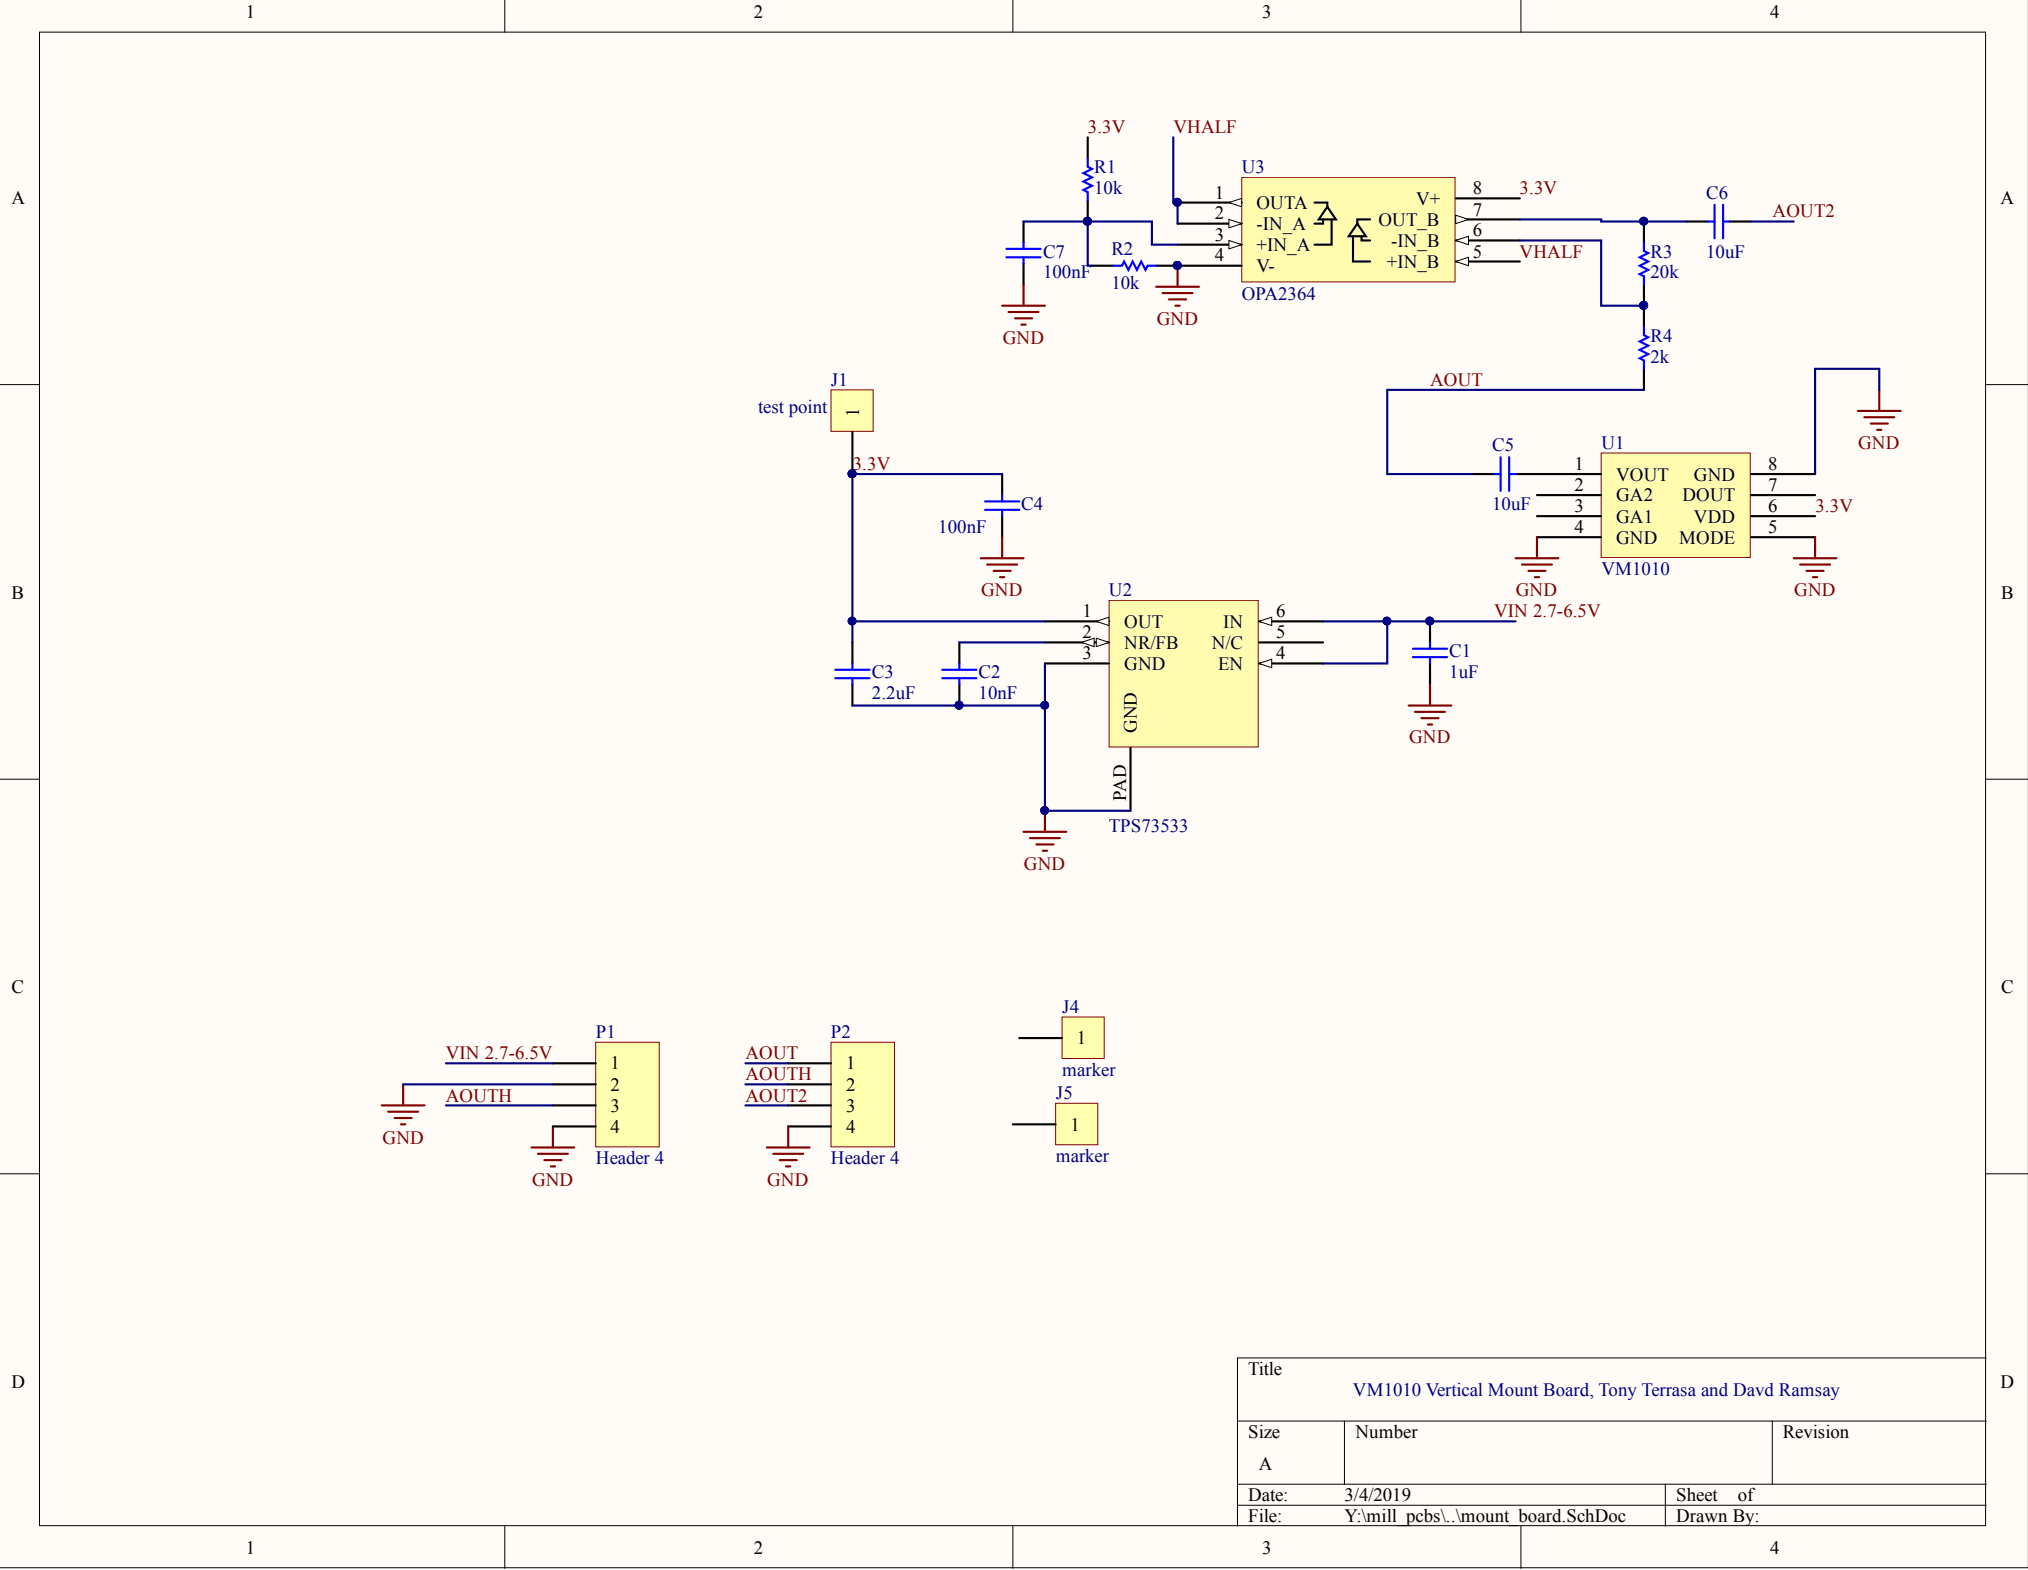 1 2 3 4
A A
3.3V
R1
10k
VHALF
C7
100nF
GND
R2
10k
GND
U3
1 OUTA V+ 8 3.3V
2 -IN_A OUT_B 7
3 +IN_A -IN_B 6
4 V- +IN_B 5 VHALF
OPA2364
C6
10uF
AOUT2
R3
20k
R4
2k
AOUT
J1
test point
1
3.3V
C4
100nF
GND
C5
10uF
U1
1 VOUT GND 8
2 GA2 DOUT 7
3 GA1 VDD 6 3.3V
4 GND MODE 5
VM1010
GND
GND
GND
B B
U2
1 OUT IN 6
2 NR/FB N/C 5
3 GND EN 4
GND
PAD
TPS73533
VIN 2.7-6.5V
C1
1uF
GND
C3
2.2uF
C2
10nF
GND
C C
P1
VIN 2.7-6.5V 1
2
AOUTH 3
4
Header 4
GND
GND
P2
AOUT 1
AOUTH 2
AOUT2 3
4
Header 4
GND
J4
1
marker
J5
1
marker
D D
Title
VM1010 Vertical Mount Board, Tony Terrasa and Davd Ramsay
Size Number Revision
A
Date: 3/4/2019 Sheet of
File: Y:\mill_pcbs\..\mount_board.SchDoc Drawn By:
1 2 3 4